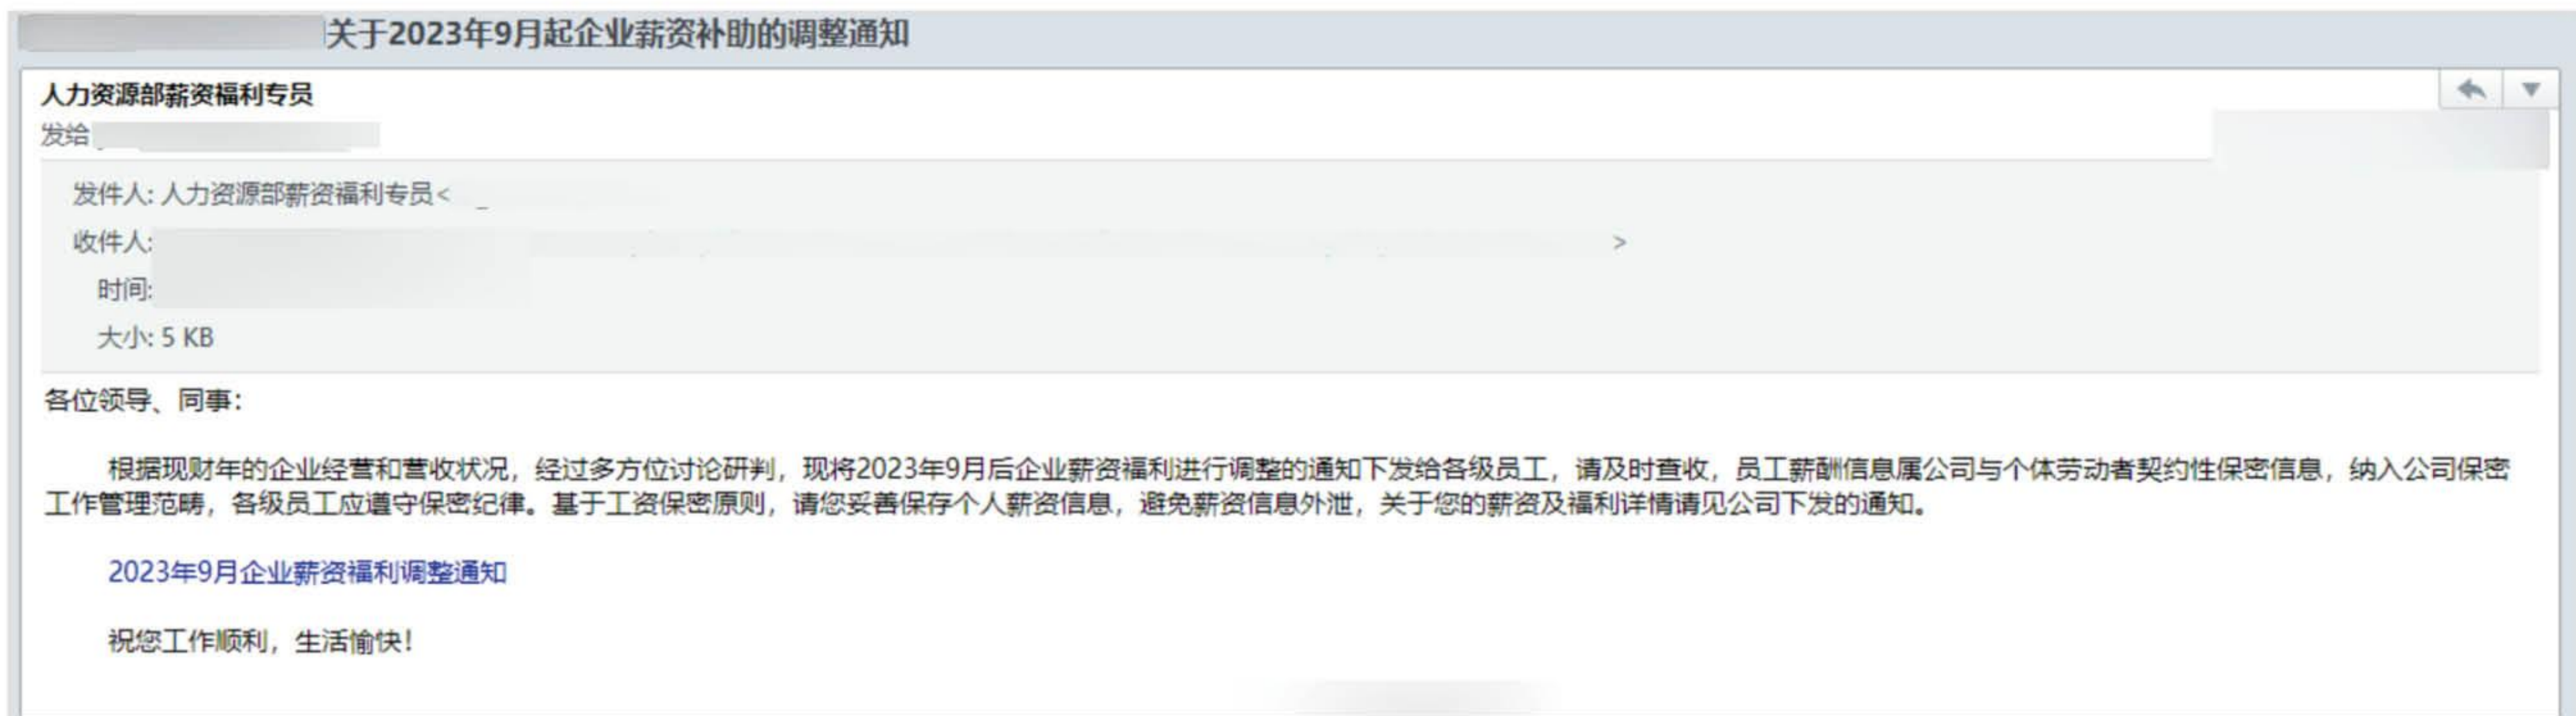 关于2023年9月起企业薪资补助的调整通知
人力资源部薪资福利专员
发给
发件人: 人力资源部薪资福利专员<
收件人: >
时间:
大小: 5 KB
各位领导、同事：
根据现财年的企业经营和营收状况，经过多方位讨论研判，现将2023年9月后企业薪资福利进行调整的通知下发给各级员工，请及时查收，员工薪酬信息属公司与个体劳动者契约性保密信息，纳入公司保密
工作管理范畴，各级员工应遵守保密纪律。基于工资保密原则，请您妥善保存个人薪资信息，避免薪资信息外泄，关于您的薪资及福利详情请见公司下发的通知。
2023年9月企业薪资福利调整通知
祝您工作顺利，生活愉快！